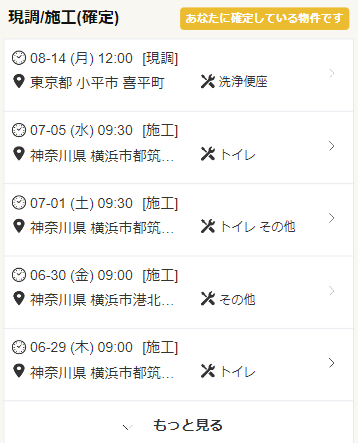 現調/施工(確定) あなたに確定している物件です
08-14 (月) 12:00 [現調]
東京都 小平市 喜平町 洗浄便座
07-05 (水) 09:30 [施工]
神奈川県 横浜市都筑… トイレ
07-01 (土) 09:30 [施工]
神奈川県 横浜市都筑… トイレ その他
06-30 (金) 09:00 [施工]
神奈川県 横浜市港北… その他
06-29 (木) 09:00 [施工]
神奈川県 横浜市都筑… トイレ
もっと見る